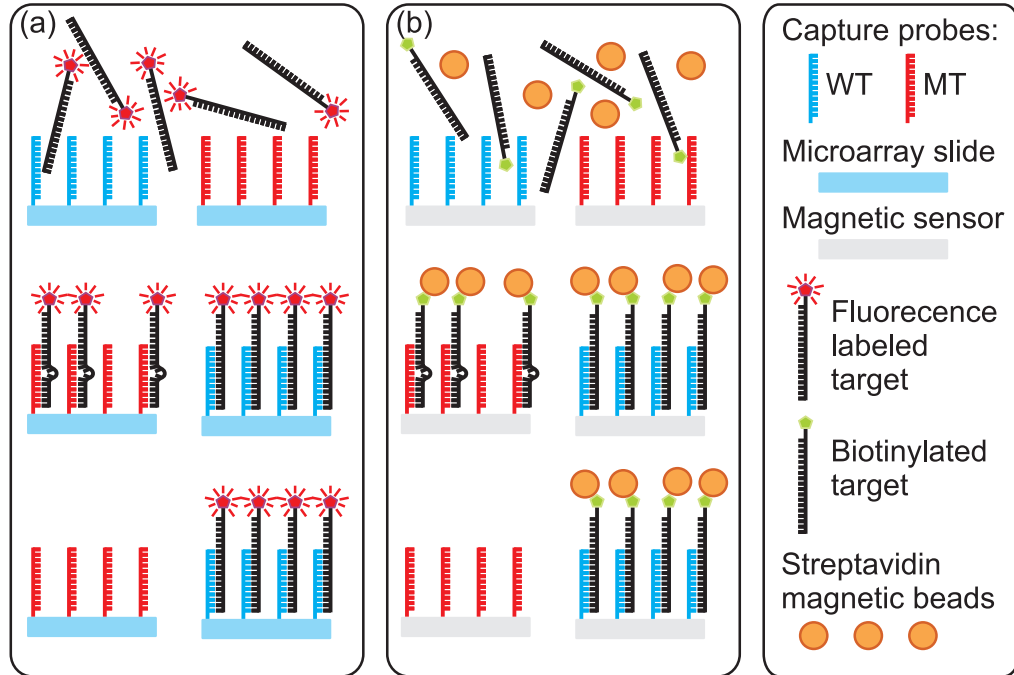 (a)
(b)
Capture probes:
WT MT
Microarray slide
Magnetic sensor
Fluorecence
labeled
target
Biotinylated
target
Streptavidin
magnetic beads